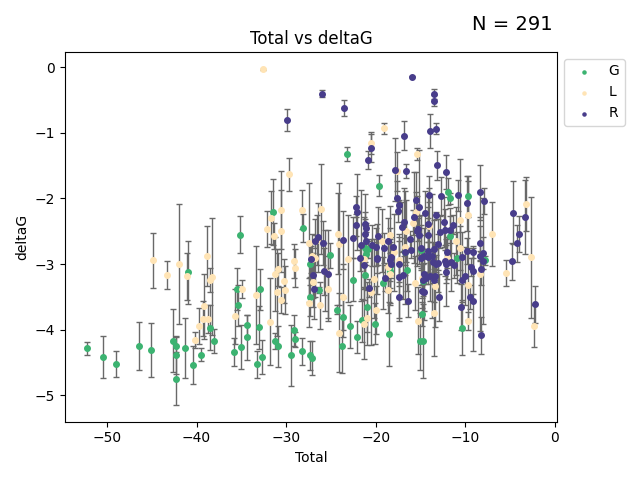 N = 291
Total vs deltaG
G
L
R
deltaG
0
−1
−2
−3
−4
−5
−50 −40 −30 −20 −10 0
Total